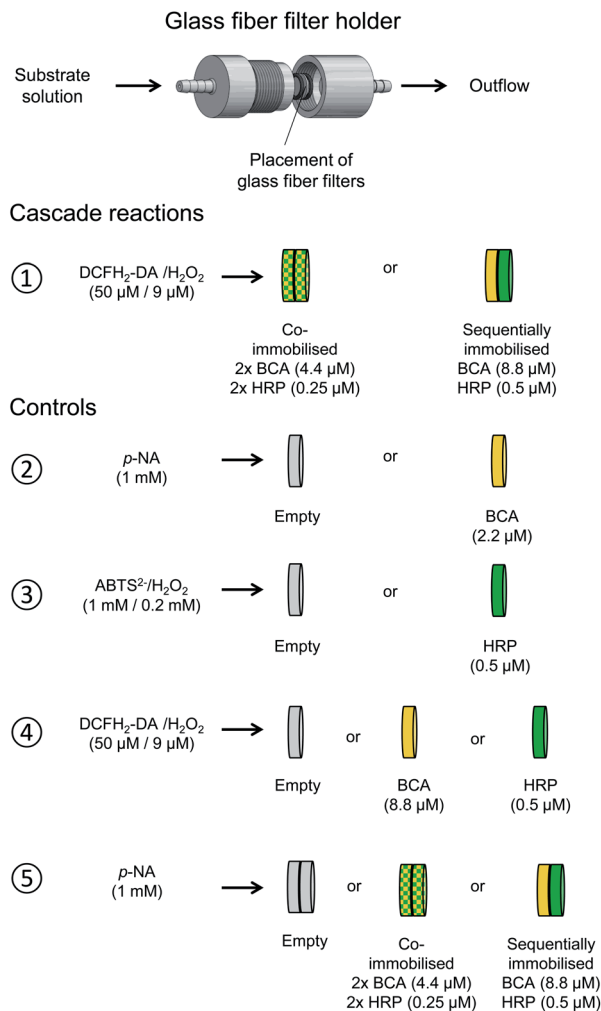 Glass fiber filter holder
Substrate
solution
Outflow
Placement of
glass fiber filters
Cascade reactions
①
DCFH₂-DA /H₂O₂
(50 µM / 9 µM)
or
Co-
immobilised
2x BCA (4.4 µM)
2x HRP (0.25 µM)
Sequentially
immobilised
BCA (8.8 µM)
HRP (0.5 µM)
Controls
②
p-NA
(1 mM)
or
Empty
BCA
(2.2 µM)
③
ABTS²⁻/H₂O₂
(1 mM / 0.2 mM)
or
Empty
HRP
(0.5 µM)
④
DCFH₂-DA /H₂O₂
(50 µM / 9 µM)
or
or
Empty
BCA
(8.8 µM)
HRP
(0.5 µM)
⑤
p-NA
(1 mM)
or
or
Empty
Co-
immobilised
2x BCA (4.4 µM)
2x HRP (0.25 µM)
Sequentially
immobilised
BCA (8.8 µM)
HRP (0.5 µM)